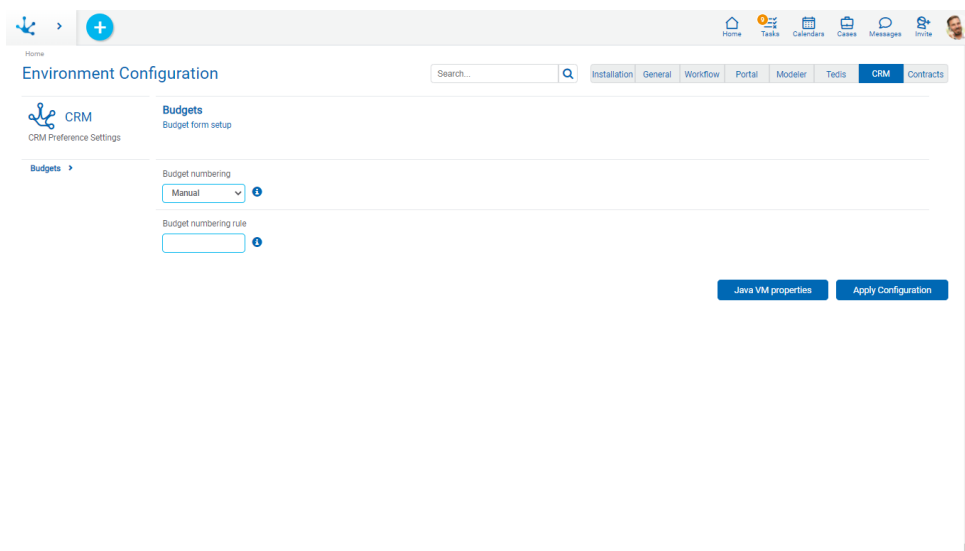 9
Home
Tasks
Calendars
Cases
Messages
Invite
Home
Environment Configuration
Search...
Installation
General
Workflow
Portal
Modeler
Tedis
CRM
Contracts
CRM
CRM Preference Settings
Budgets
Budget form setup
Budgets
Budget numbering
Manual
Budget numbering rule
Java VM properties
Apply Configuration